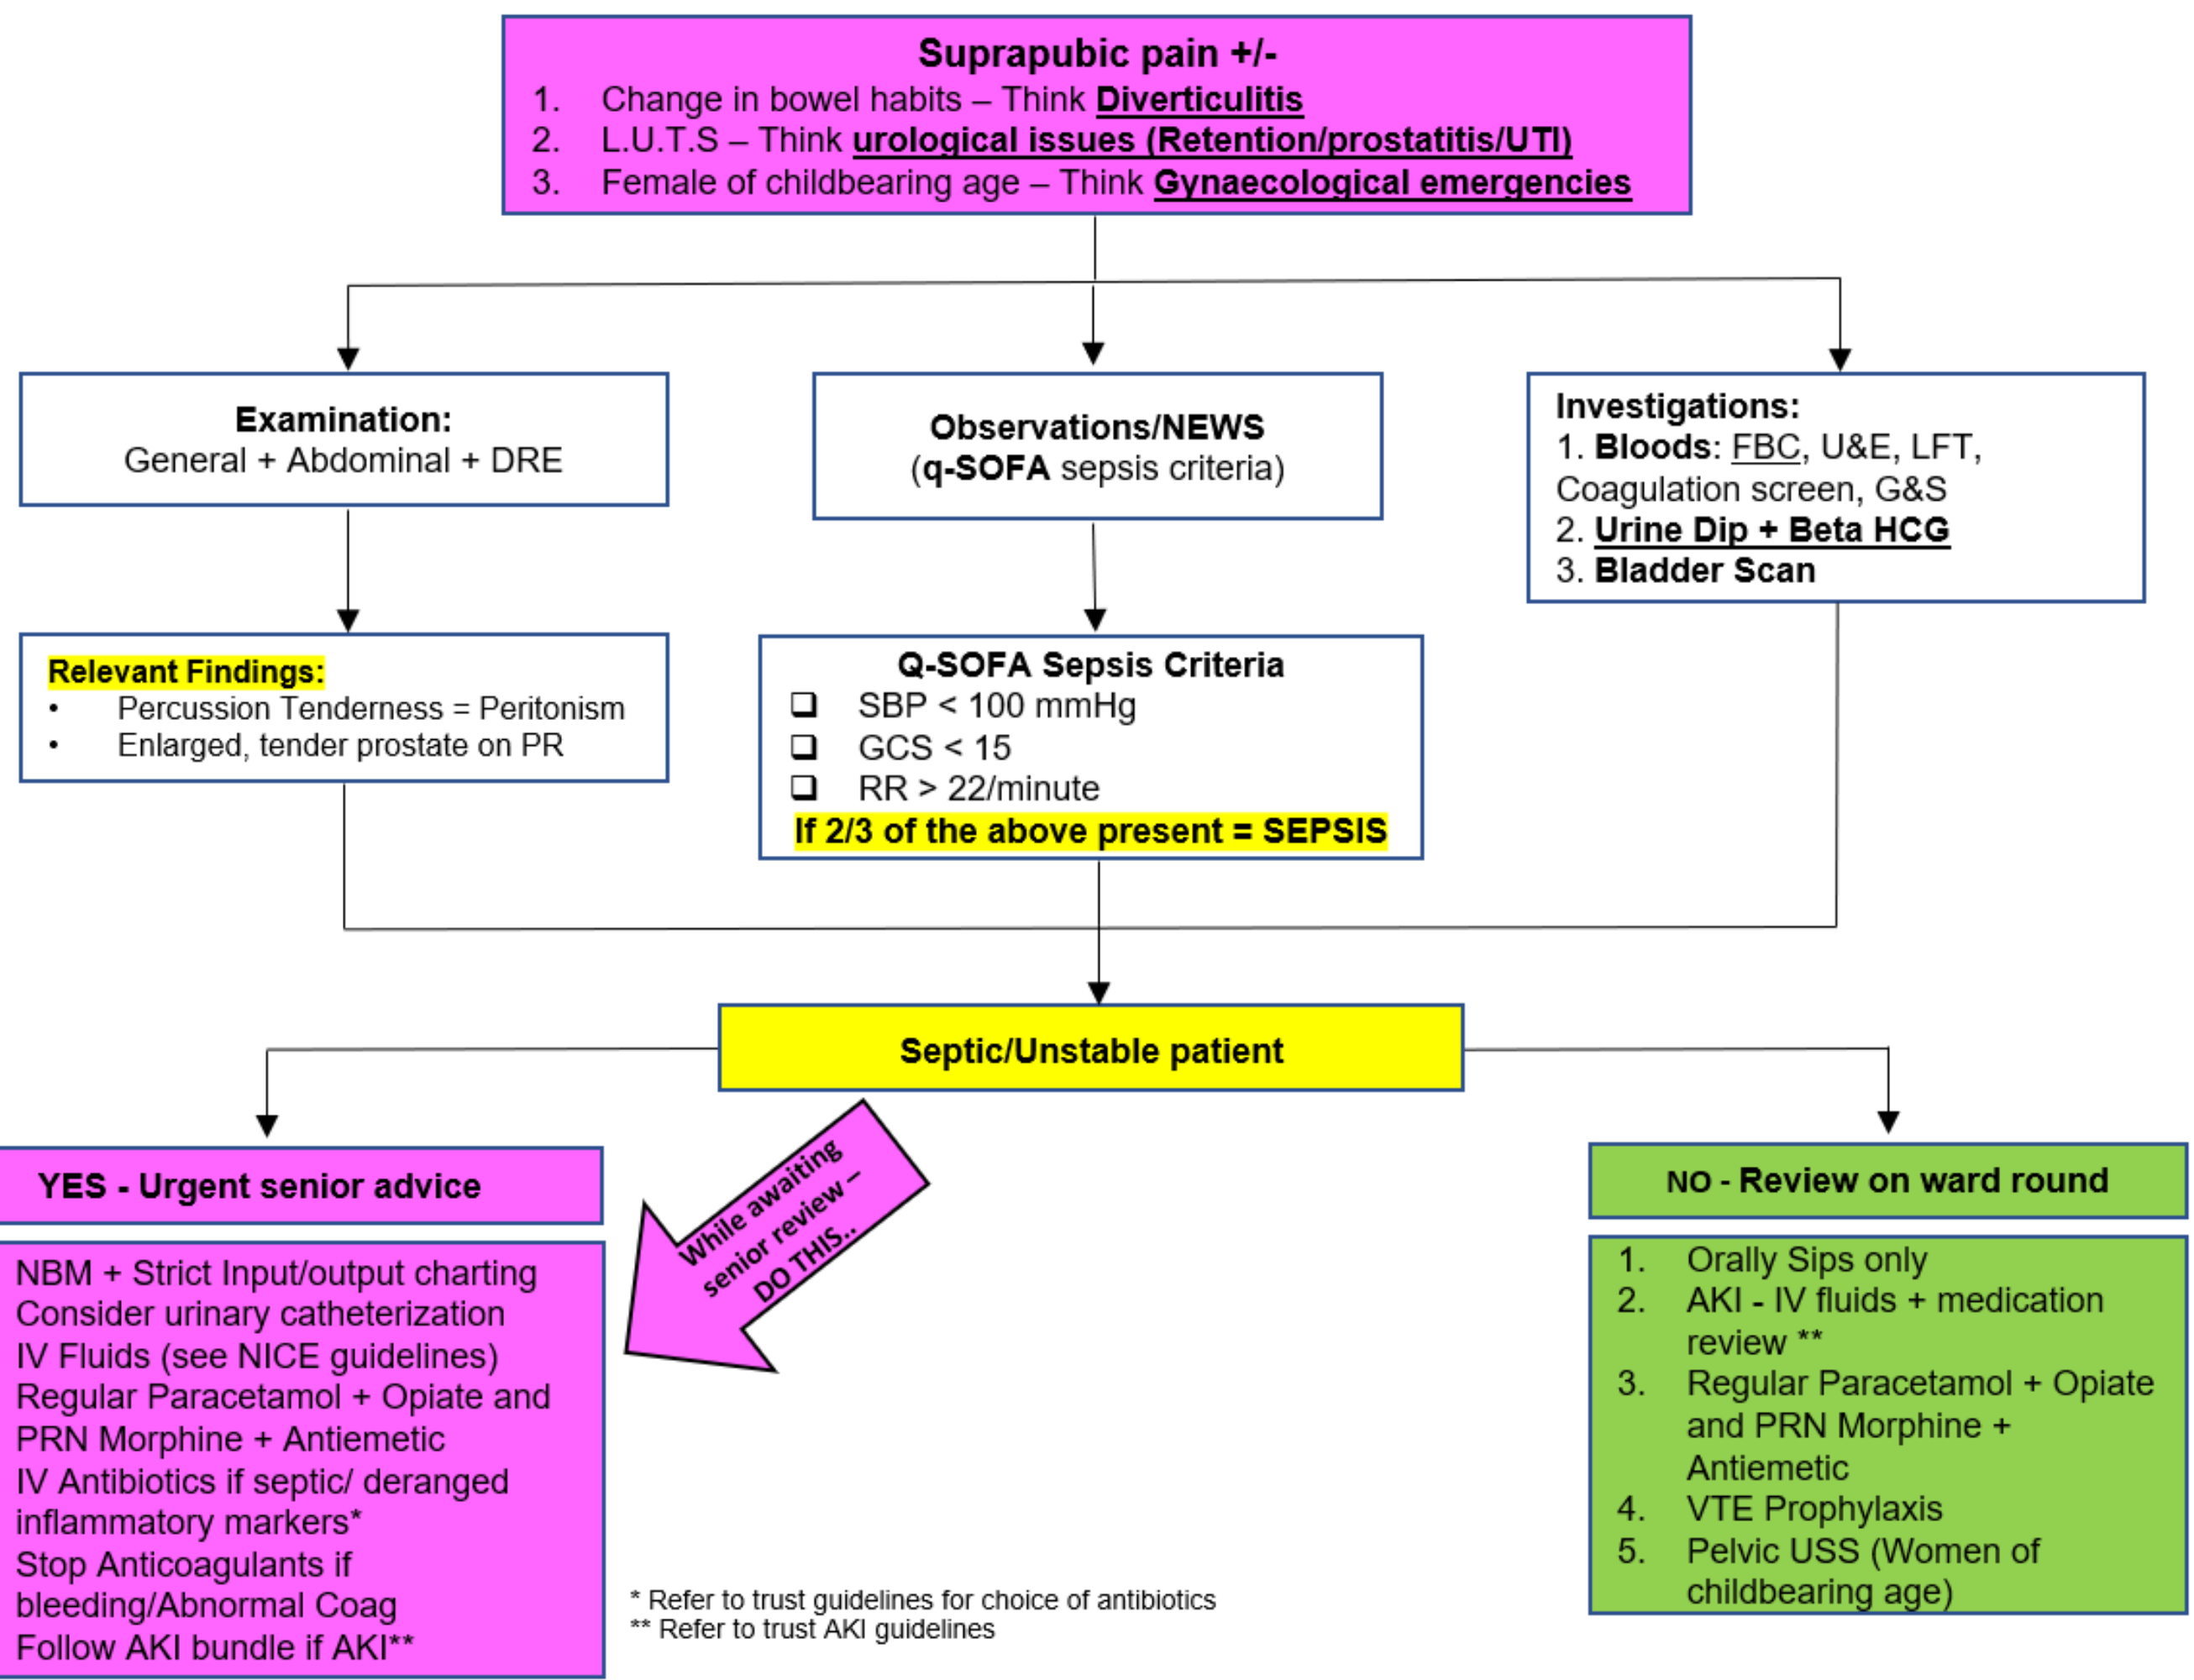 Suprapubic pain +/-
1. Change in bowel habits – Think Diverticulitis
2. L.U.T.S – Think urological issues (Retention/prostatitis/UTI)
3. Female of childbearing age – Think Gynaecological emergencies
Examination:
General + Abdominal + DRE
Observations/NEWS
(q-SOFA sepsis criteria)
Investigations:
1. Bloods: FBC, U&E, LFT,
Coagulation screen, G&S
2. Urine Dip + Beta HCG
3. Bladder Scan
Relevant Findings:
• Percussion Tenderness = Peritonism
• Enlarged, tender prostate on PR
Q-SOFA Sepsis Criteria
❑ SBP < 100 mmHg
❑ GCS < 15
❑ RR > 22/minute
If 2/3 of the above present = SEPSIS
Septic/Unstable patient
YES - Urgent senior advice
While awaiting
senior review –
DO THIS..
NBM + Strict Input/output charting
Consider urinary catheterization
IV Fluids (see NICE guidelines)
Regular Paracetamol + Opiate and
PRN Morphine + Antiemetic
IV Antibiotics if septic/ deranged
inflammatory markers*
Stop Anticoagulants if
bleeding/Abnormal Coag
Follow AKI bundle if AKI**
NO - Review on ward round
1. Orally Sips only
2. AKI - IV fluids + medication
review **
3. Regular Paracetamol + Opiate
and PRN Morphine +
Antiemetic
4. VTE Prophylaxis
5. Pelvic USS (Women of
childbearing age)
* Refer to trust guidelines for choice of antibiotics
** Refer to trust AKI guidelines